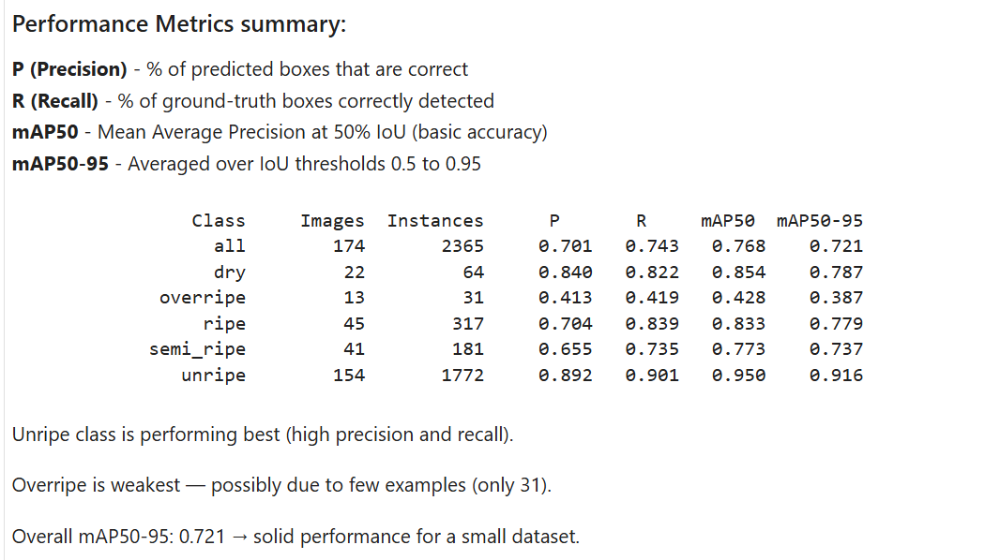 Performance Metrics summary:
P (Precision) - % of predicted boxes that are correct
R (Recall) - % of ground-truth boxes correctly detected
mAP50 - Mean Average Precision at 50% IoU (basic accuracy)
mAP50-95 - Averaged over IoU thresholds 0.5 to 0.95
Class Images Instances P R mAP50 mAP50-95
all 174 2365 0.701 0.743 0.768 0.721
dry 22 64 0.840 0.822 0.854 0.787
overripe 13 31 0.413 0.419 0.428 0.387
ripe 45 317 0.704 0.839 0.833 0.779
semi_ripe 41 181 0.655 0.735 0.773 0.737
unripe 154 1772 0.892 0.901 0.950 0.916
Unripe class is performing best (high precision and recall).
Overripe is weakest — possibly due to few examples (only 31).
Overall mAP50-95: 0.721 → solid performance for a small dataset.